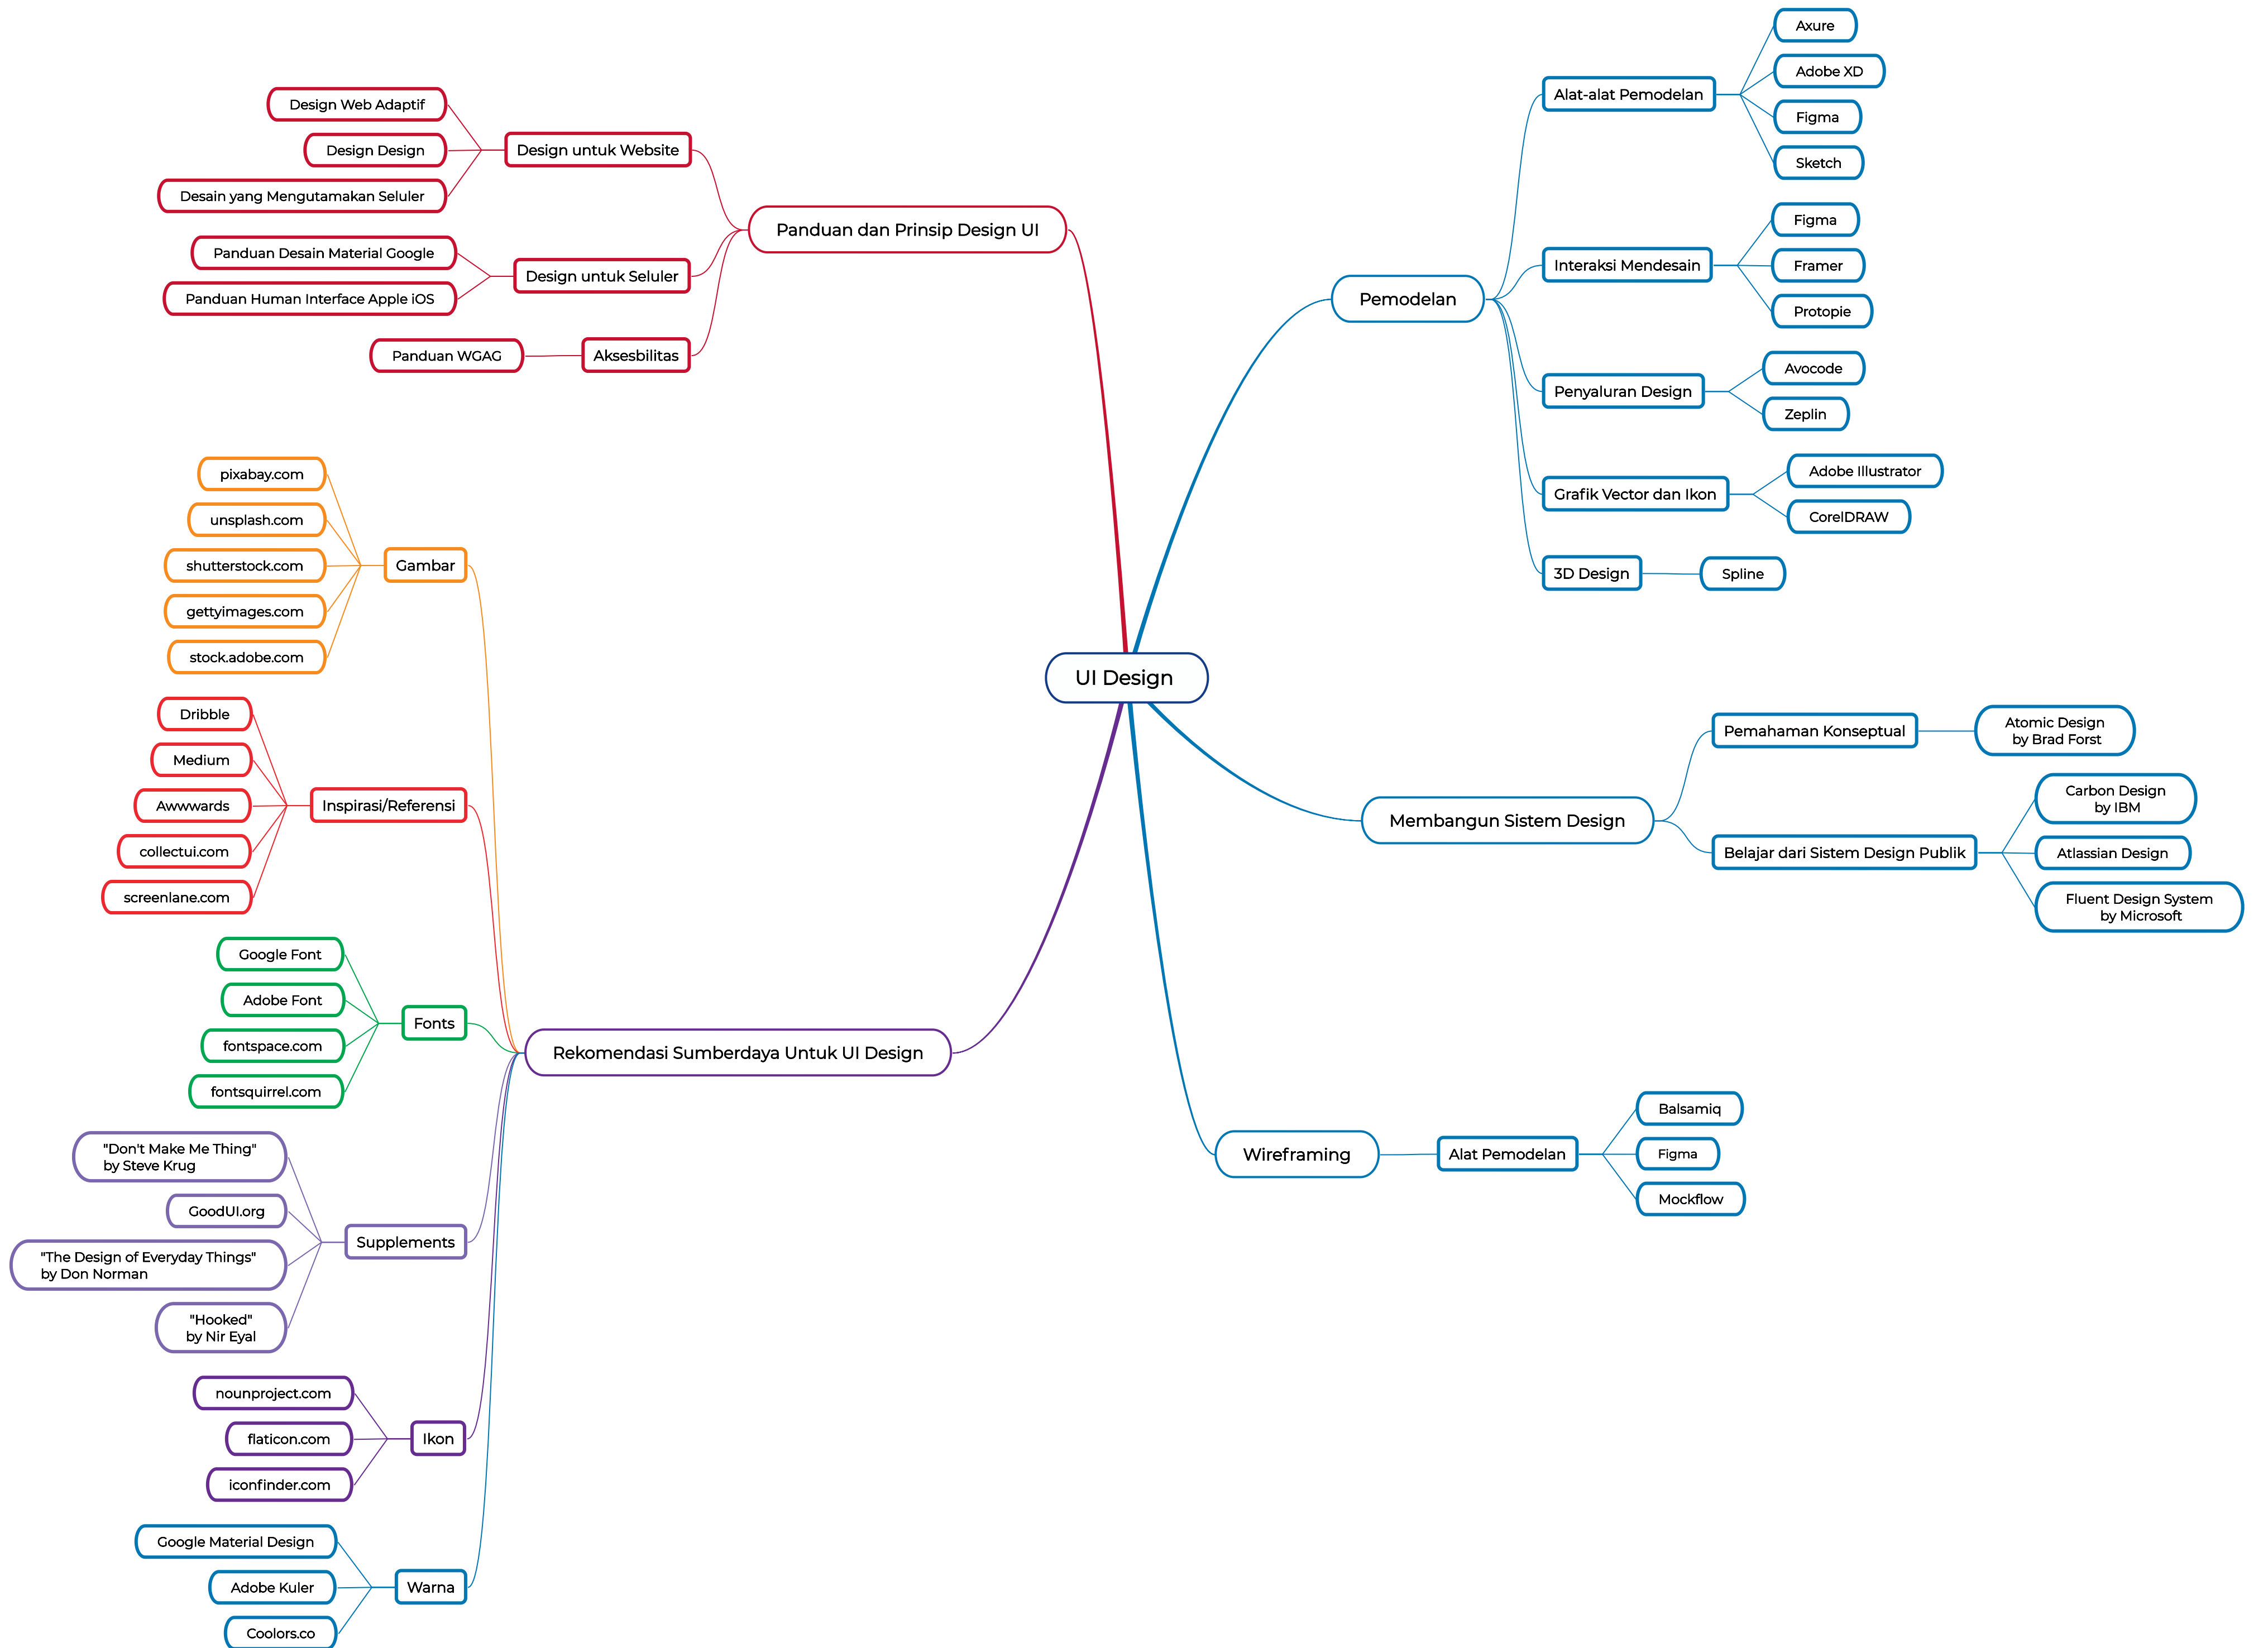 UI Design
Panduan dan Prinsip Design UI
Design untuk Website
Design Web Adaptif
Design Design
Desain yang Mengutamakan Seluler
Design untuk Seluler
Panduan Desain Material Google
Panduan Human Interface Apple iOS
Aksesbilitas
Panduan WGAG
Rekomendasi Sumberdaya Untuk UI Design
Gambar
pixabay.com
unsplash.com
shutterstock.com
gettyimages.com
stock.adobe.com
Inspirasi/Referensi
Dribble
Medium
Awwwards
collectui.com
screenlane.com
Fonts
Google Font
Adobe Font
fontspace.com
fontsquirrel.com
Supplements
"Don't Make Me Thing"
by Steve Krug
GoodUI.org
"The Design of Everyday Things"
by Don Norman
"Hooked"
by Nir Eyal
Ikon
nounproject.com
flaticon.com
iconfinder.com
Warna
Google Material Design
Adobe Kuler
Coolors.co
Pemodelan
Alat-alat Pemodelan
Axure
Adobe XD
Figma
Sketch
Interaksi Mendesain
Figma
Framer
Protopie
Penyaluran Design
Avocode
Zeplin
Grafik Vector dan Ikon
Adobe Illustrator
CorelDRAW
3D Design
Spline
Membangun Sistem Design
Pemahaman Konseptual
Atomic Design
by Brad Forst
Belajar dari Sistem Design Publik
Carbon Design
by IBM
Atlassian Design
Fluent Design System
by Microsoft
Wireframing
Alat Pemodelan
Balsamiq
Figma
Mockflow